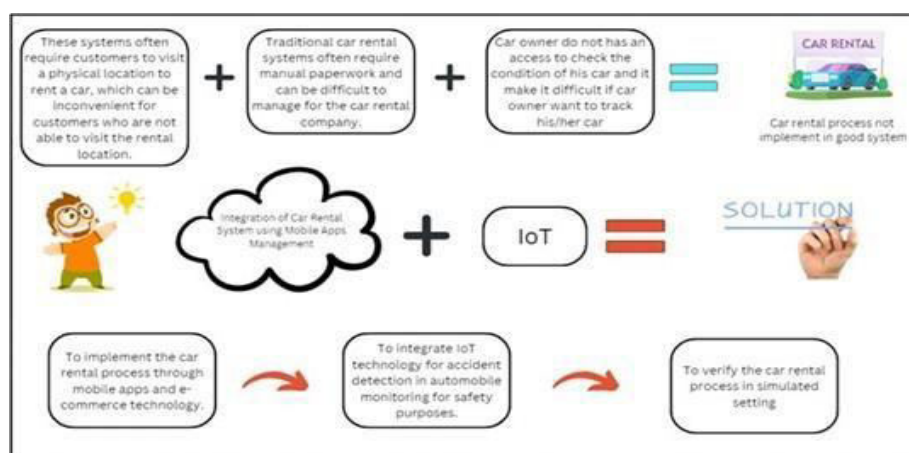 These systems often
require customers to visit
a physical location to
rent a car, which can be
inconvenient for
customers who are not
able to visit the rental
location.
Traditional car rental
systems often require
manual paperwork and
can be difficult to
manage for the car rental
company.
Car owner do not has an
access to check the
condition of his car and it
make it difficult if car
owner want to track
his/her car
CAR RENTAL
Car rental process not
implement in good system
Integration of Car Rental
System using Mobile Apps
Management
IoT
SOLUTION
To implement the car
rental process through
mobile apps and e-
commerce technology.
To integrate IoT
technology for accident
detection in automobile
monitoring for safety
purposes.
To verify the car rental
process in simulated
setting